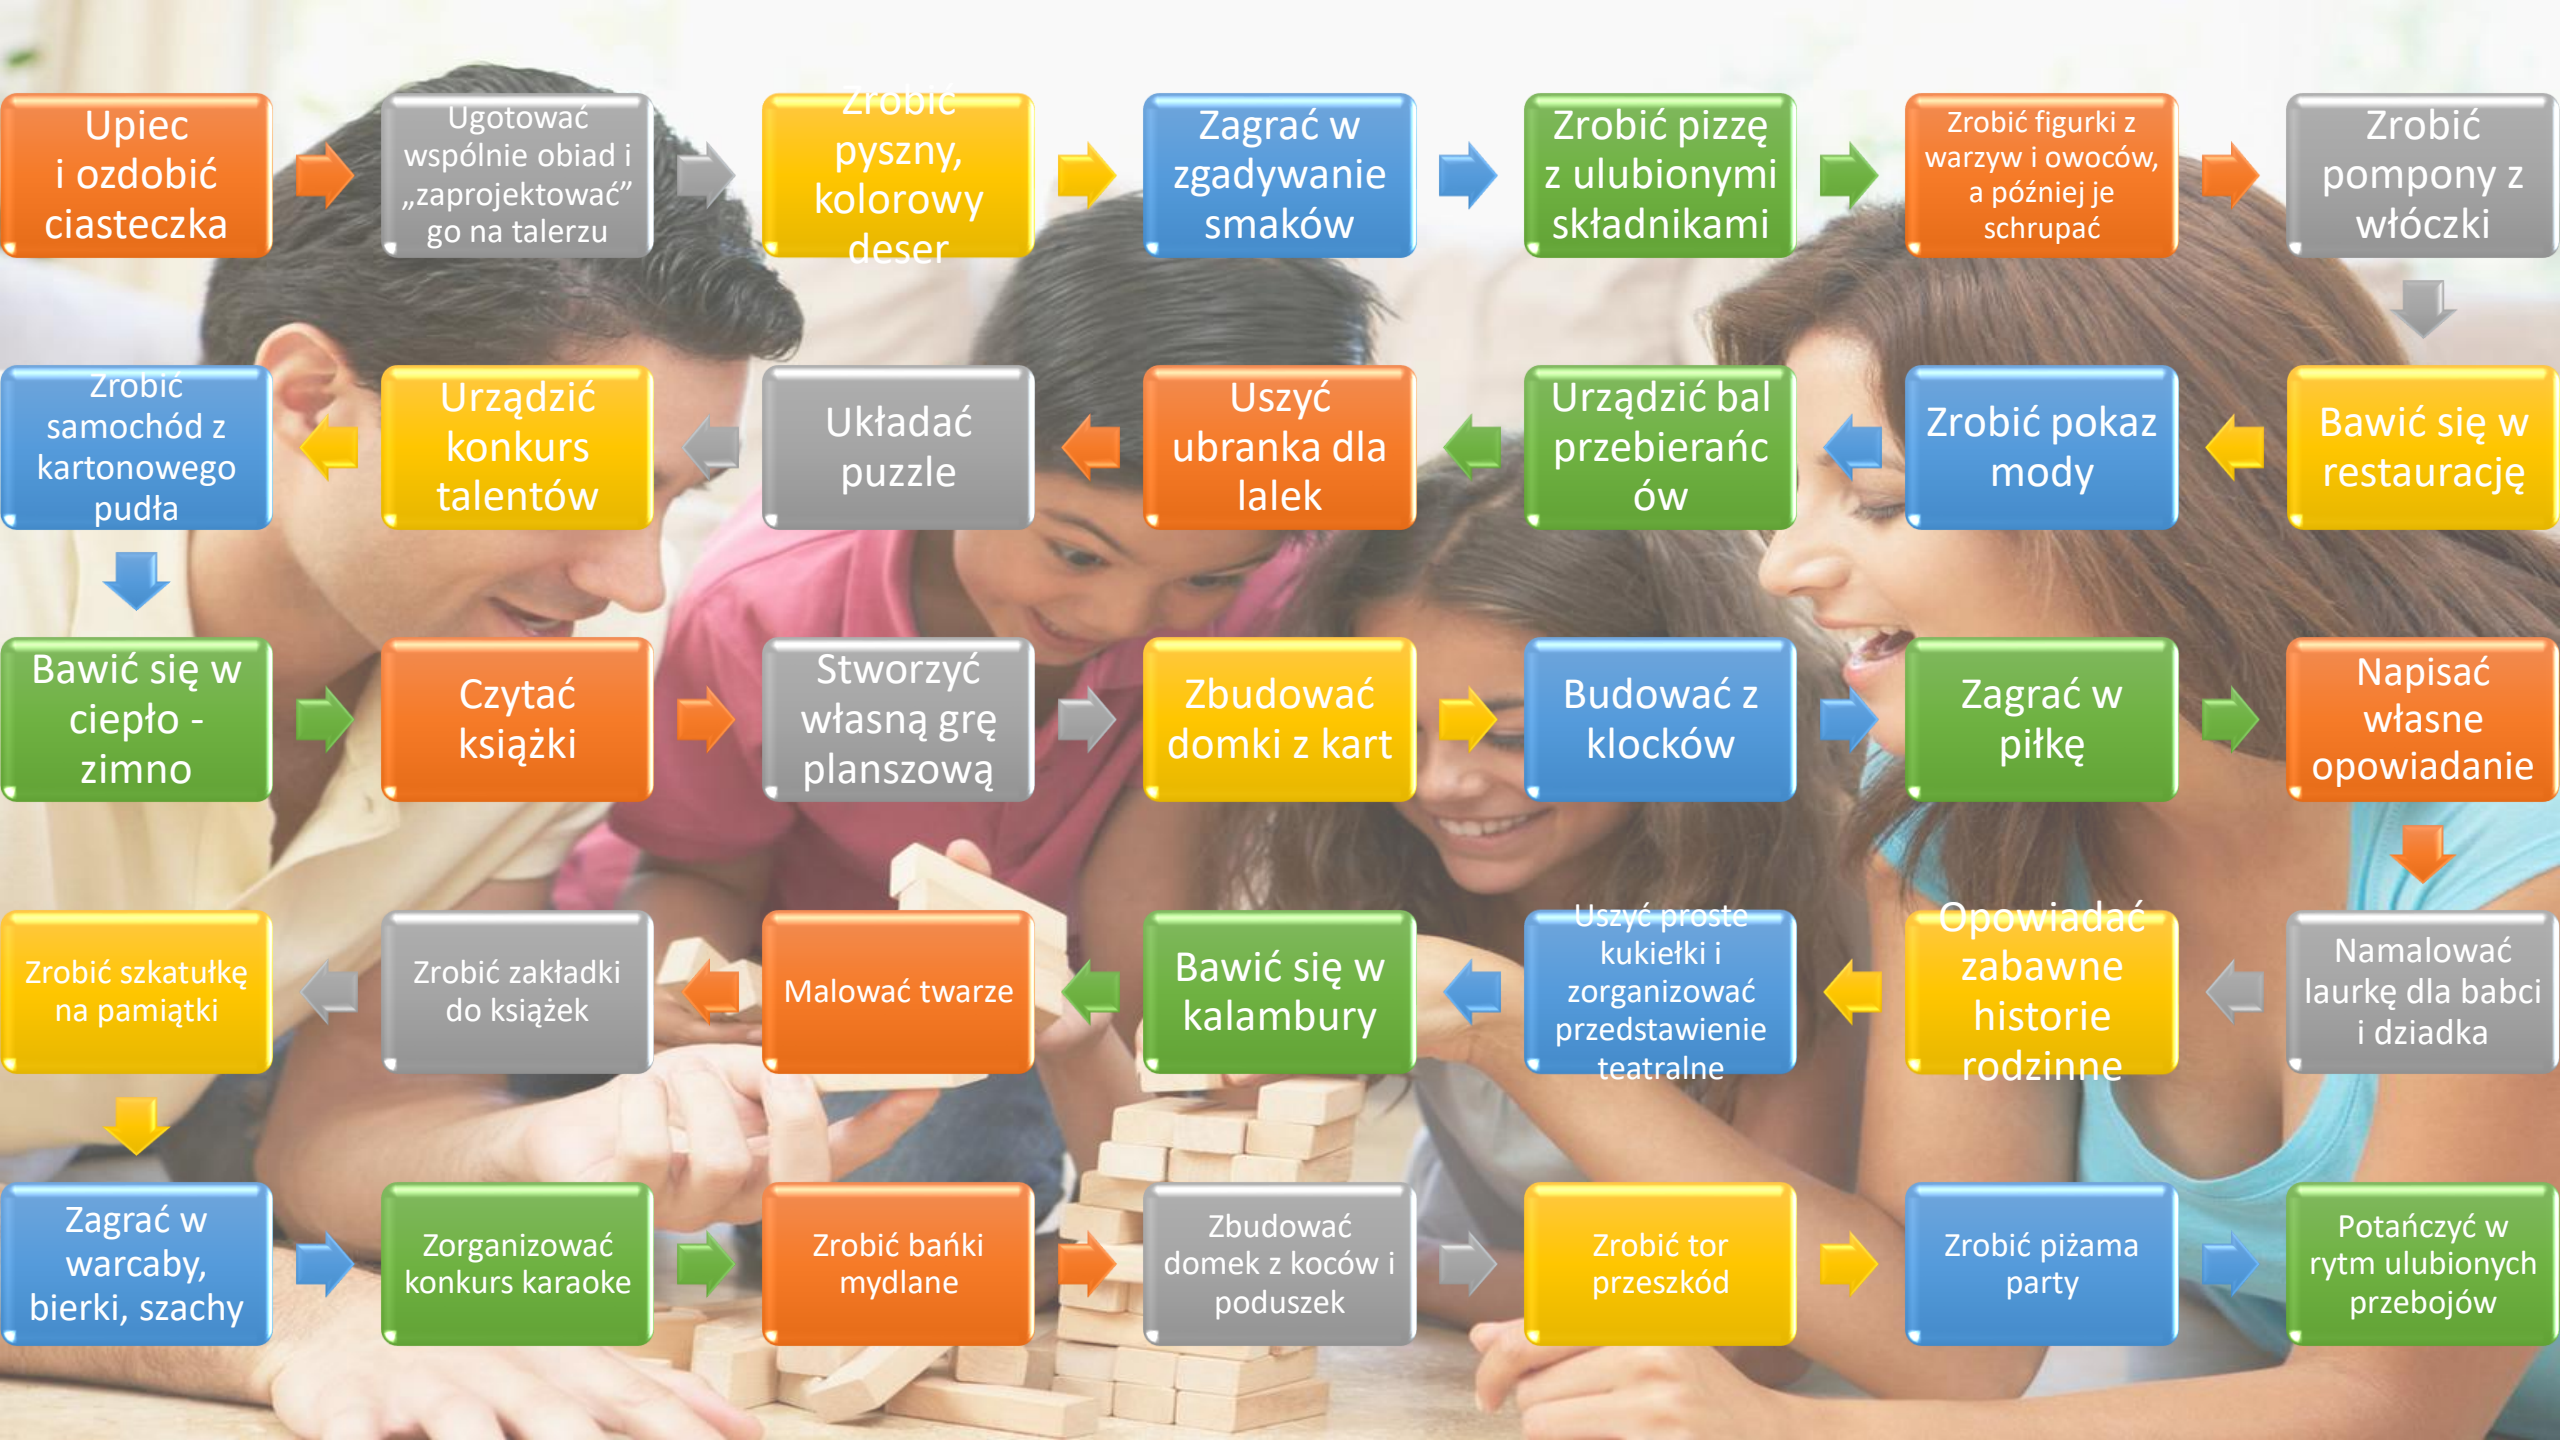 Upiec
i ozdobić
ciasteczka
Ugotować
wspólnie obiad i
„zaprojektować”
go na talerzu
Zrobić
pyszny,
kolorowy
deser
Zagrać w
zgadywanie
smaków
Zrobić pizzę
z ulubionymi
składnikami
Zrobić figurki z
warzyw i owoców,
a później je
schrupać
Zrobić
pompony z
włóczki
Bawić się w
restaurację
Zrobić pokaz
mody
Urządzić bal
przebierańc
ów
Uszyć
ubranka dla
lalek
Układać
puzzle
Urządzić
konkurs
talentów
Zrobić
samochód z
kartonowego
pudła
Bawić się w
ciepło -
zimno
Czytać
książki
Stworzyć
własną grę
planszową
Zbudować
domki z kart
Budować z
klocków
Zagrać w
piłkę
Napisać
własne
opowiadanie
Namalować
laurkę dla babci
i dziadka
Opowiadać
zabawne
historie
rodzinne
Uszyć proste
kukiełki i
zorganizować
przedstawienie
teatralne
Bawić się w
kalambury
Malować twarze
Zrobić zakładki
do książek
Zrobić szkatułkę
na pamiątki
Zagrać w
warcaby,
bierki, szachy
Zorganizować
konkurs karaoke
Zrobić bańki
mydlane
Zbudować
domek z koców i
poduszek
Zrobić tor
przeszkód
Zrobić piżama
party
Potańczyć w
rytm ulubionych
przebojów